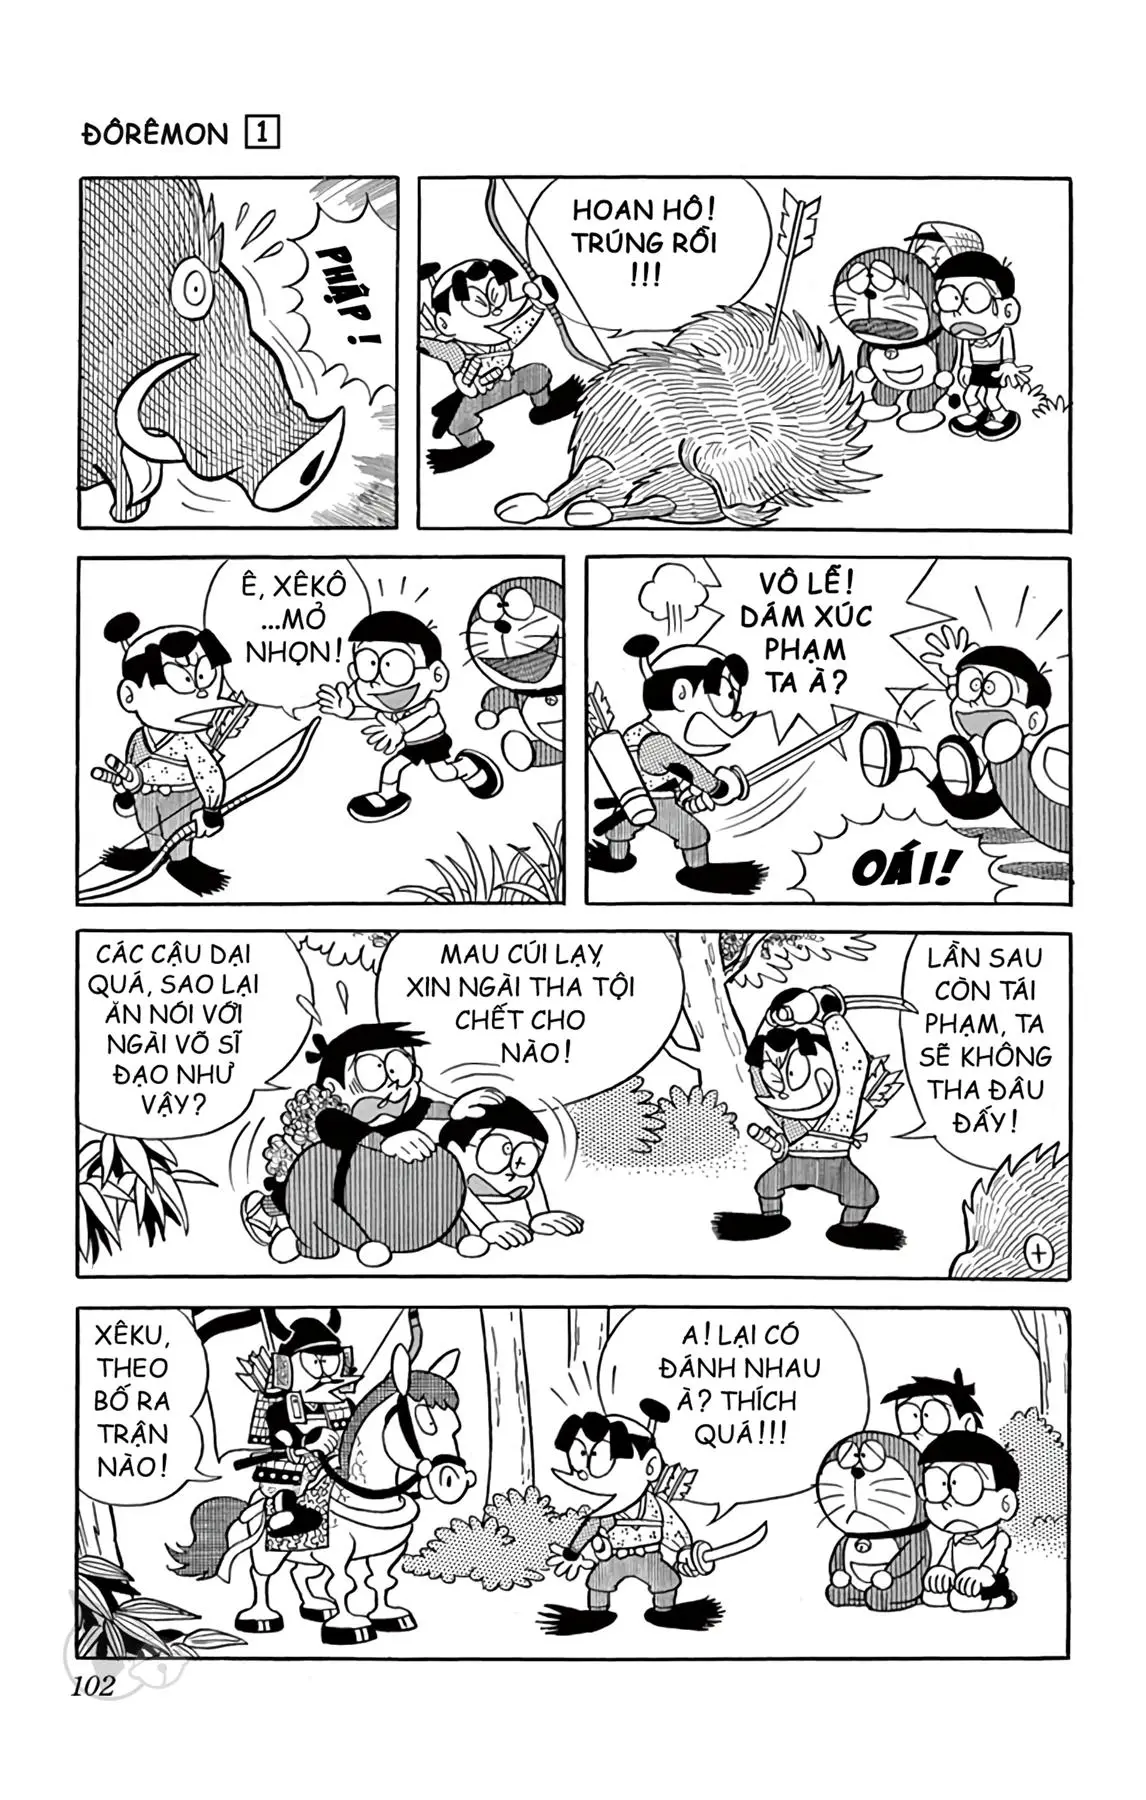 ĐÔRÊMON 1
PHẬP!
HOAN HÔ!
TRÚNG RỒI
!!!
Ê, XÊKÔ
...MỎ
NHỌN!
VÔ LỄ!
DÁM XÚC
PHẠM
TA À?
OÁI!
CÁC CẬU DẠI
QUÁ, SAO LẠI
ĂN NÓI VỚI
NGÀI VÕ SĨ
ĐẠO NHƯ
VẬY?
MAU CÚI LẠY,
XIN NGÀI THA TỘI
CHẾT CHO
NÀO!
LẦN SAU
CÒN TÁI
PHẠM, TA
SẼ KHÔNG
THA ĐÂU
ĐẤY!
XÊKU,
THEO
BỐ RA
TRẬN
NÀO!
A! LẠI CÓ
ĐÁNH NHAU
À? THÍCH
QUÁ!!!
102